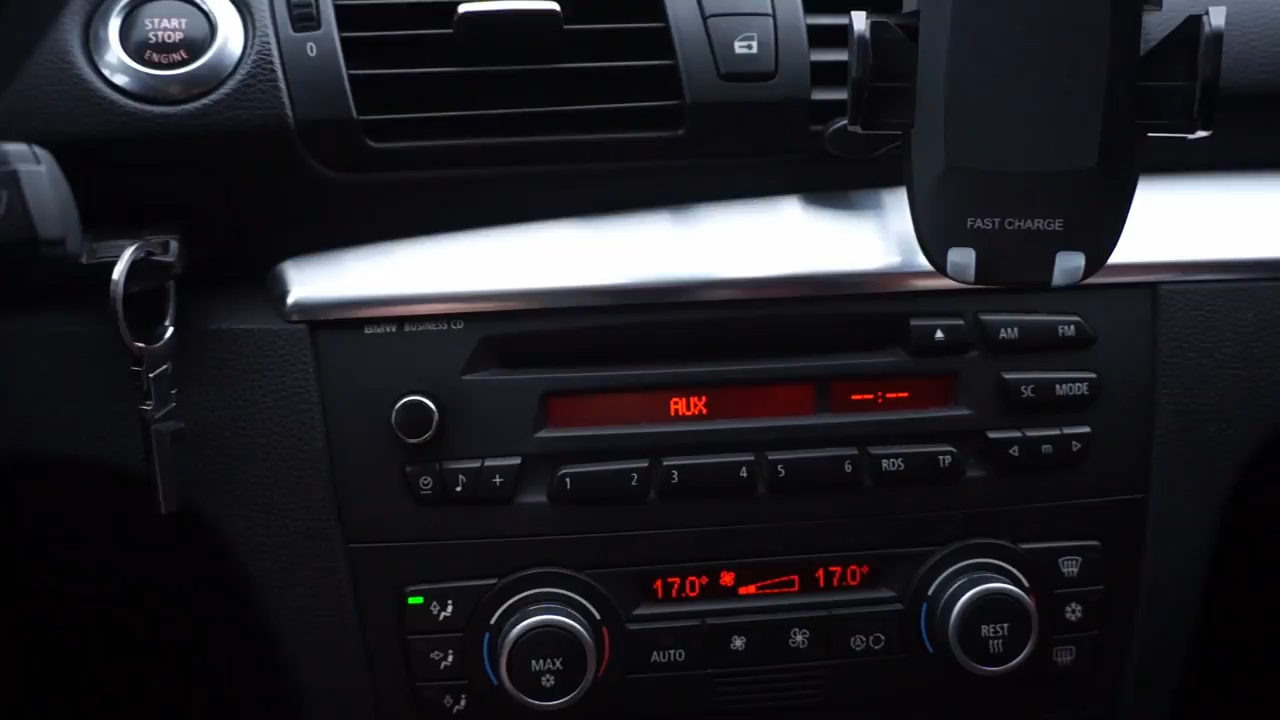 START
STOP
ENGINE
0
FAST CHARGE
BMW BUSINESS CD
AM FM
SC MODE
AUX --:--
1 2 3 4 5 6 RDS TP
m
17.0° 17.0°
MAX
AUTO
A
REST